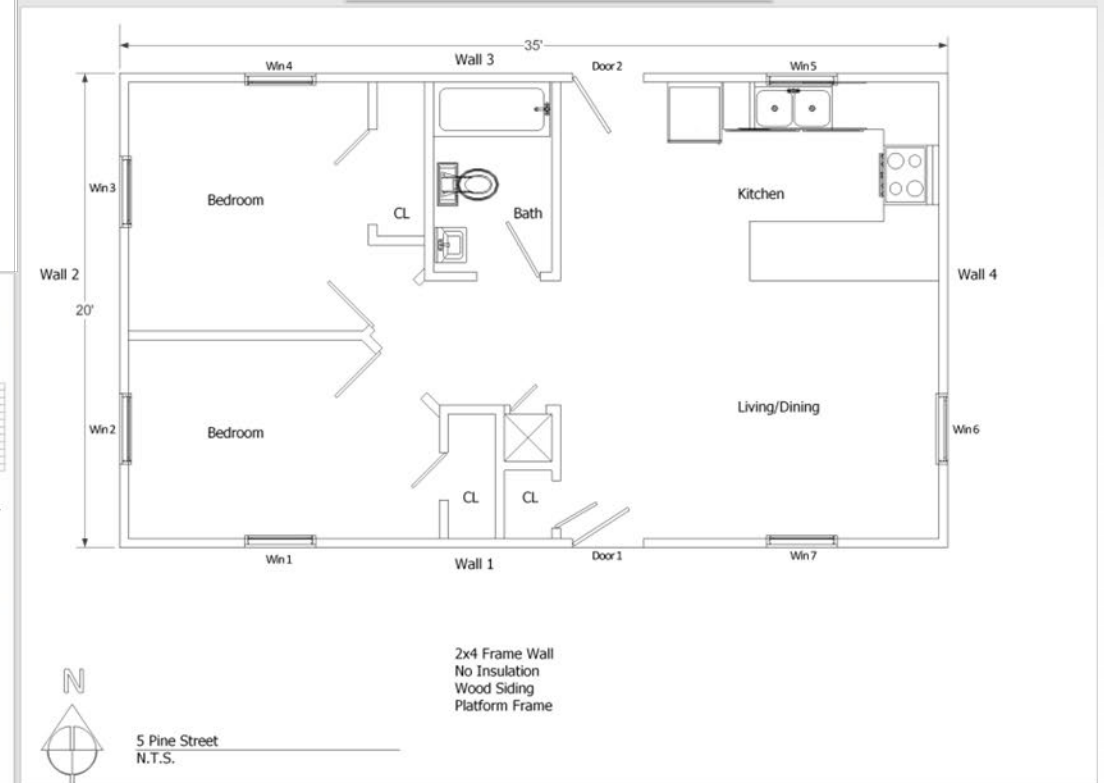 35'
Wall 3
Win 4
Door 2
Win 5
Win 3
Bedroom
CL
Bath
Kitchen
Wall 2
Wall 4
20'
Living/Dining
Win 2
Bedroom
Win 6
CL
CL
Win 1
Wall 1
Door 1
Win 7
2x4 Frame Wall
No Insulation
Wood Siding
Platform Frame
N
5 Pine Street
N.T.S.